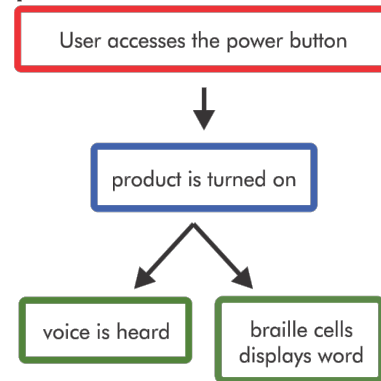 User accesses the power button
product is turned on
voice is heard
braille cells
displays word